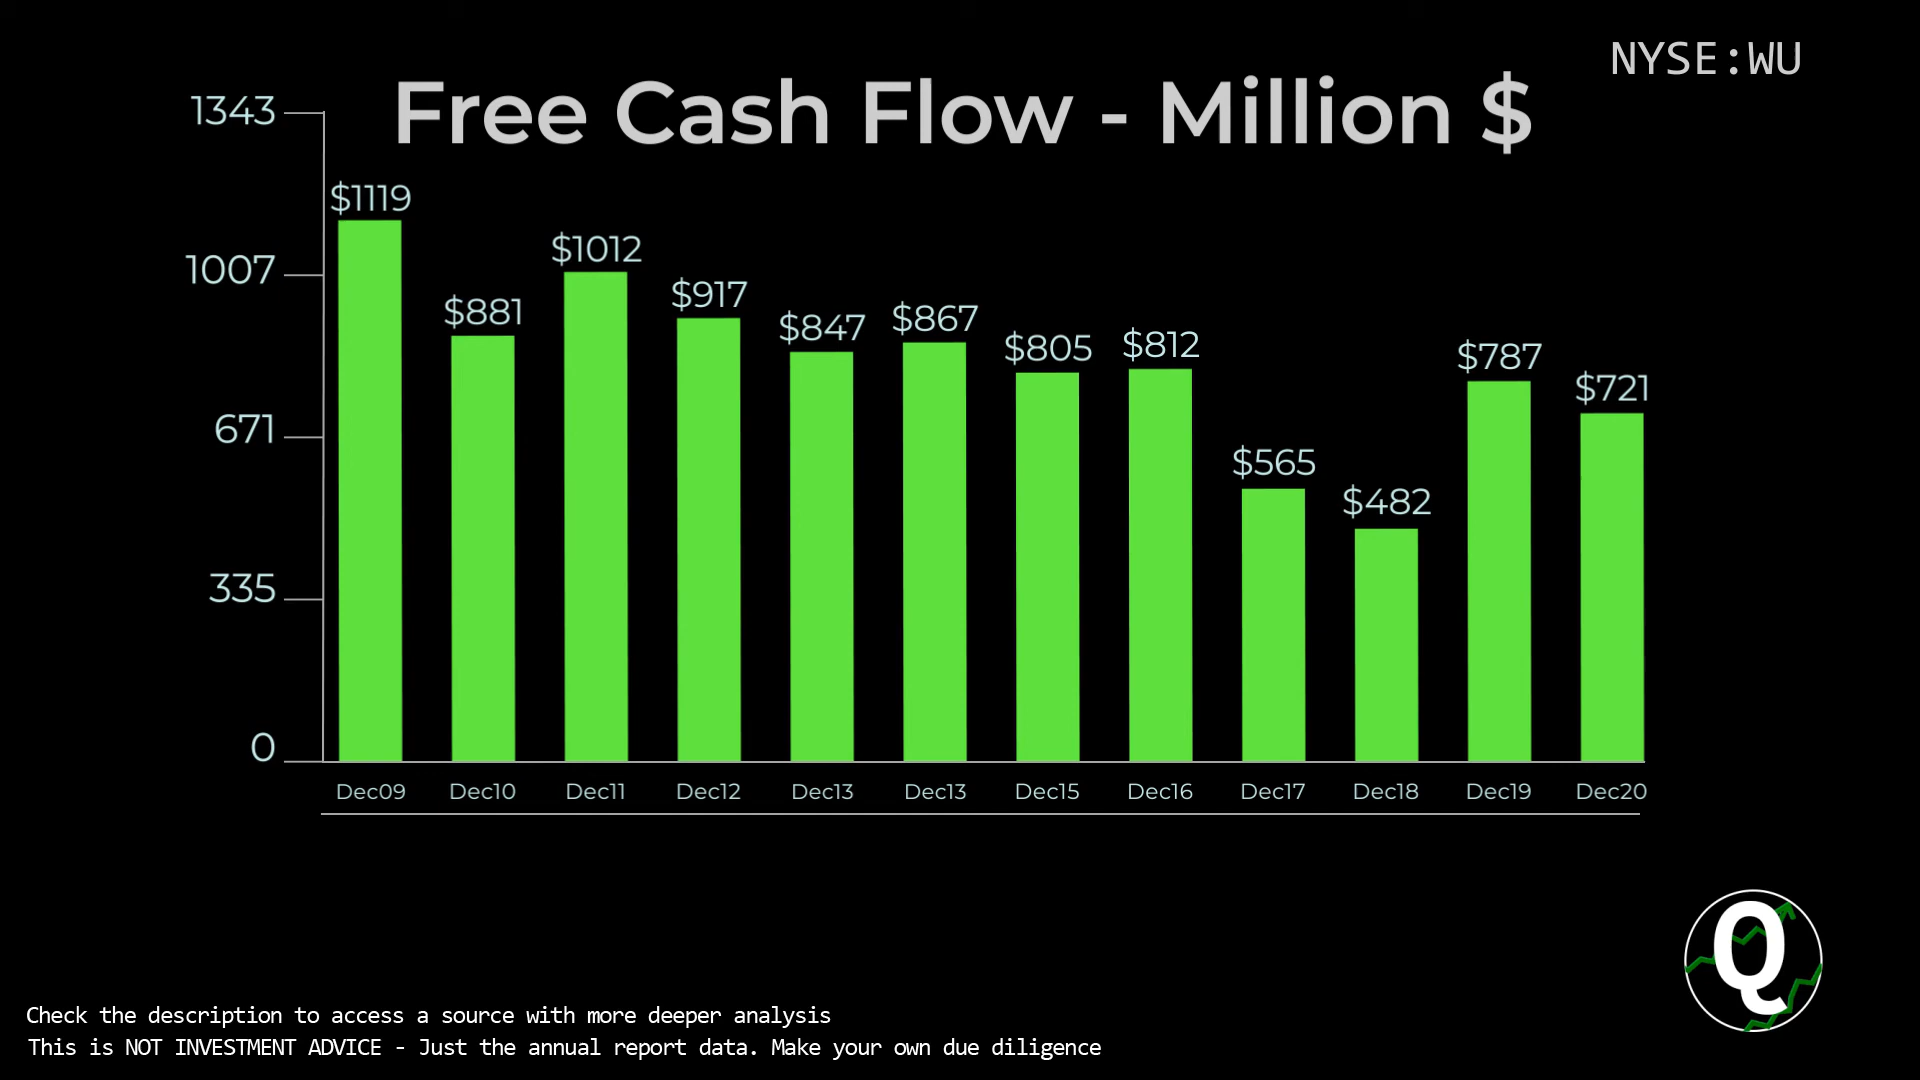 NYSE:WU
Free Cash Flow - Million $
1343
1007
671
335
0
$1119
$881
$1012
$917
$847
$867
$805
$812
$565
$482
$787
$721
Dec09 Dec10 Dec11 Dec12 Dec13 Dec13 Dec15 Dec16 Dec17 Dec18 Dec19 Dec20
Q
Check the description to access a source with more deeper analysis
This is NOT INVESTMENT ADVICE - Just the annual report data. Make your own due diligence